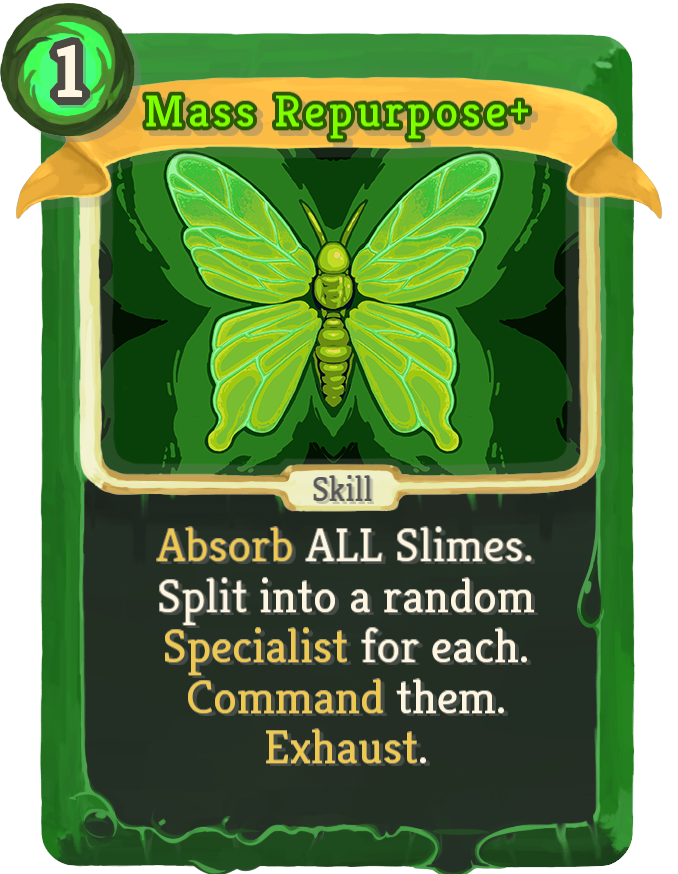 1
Mass Repurpose+
Skill
Absorb ALL Slimes.
Split into a random
Specialist for each.
Command them.
Exhaust.